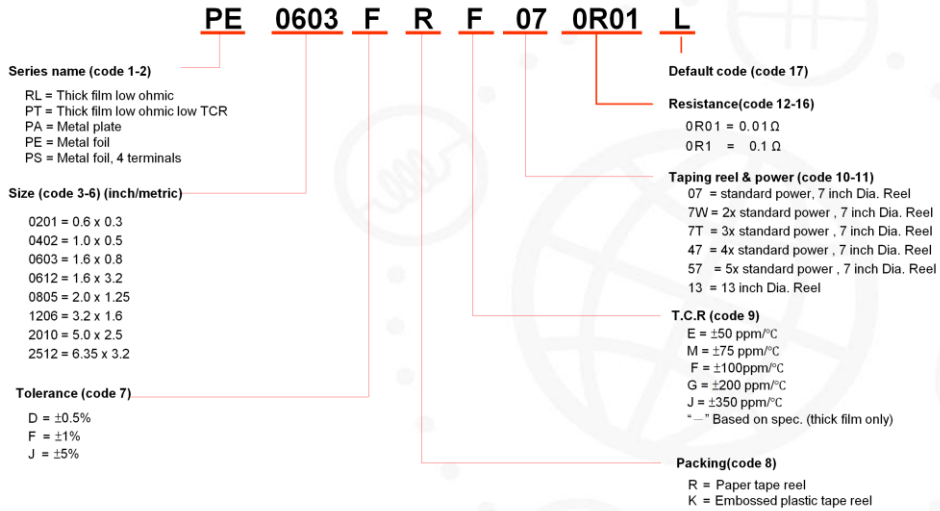 PE 0603 F R F 07 0R01 L
Series name (code 1-2)
RL = Thick film low ohmic
PT = Thick film low ohmic low TCR
PA = Metal plate
PE = Metal foil
PS = Metal foil, 4 terminals
Size (code 3-6) (inch/metric)
0201 = 0.6 x 0.3
0402 = 1.0 x 0.5
0603 = 1.6 x 0.8
0612 = 1.6 x 3.2
0805 = 2.0 x 1.25
1206 = 3.2 x 1.6
2010 = 5.0 x 2.5
2512 = 6.35 x 3.2
Tolerance (code 7)
D = ±0.5%
F = ±1%
J = ±5%
Default code (code 17)
Resistance(code 12-16)
0R01 = 0.01Ω
0R1 = 0.1 Ω
Taping reel & power (code 10-11)
07 = standard power, 7 inch Dia. Reel
7W = 2x standard power , 7 inch Dia. Reel
7T = 3x standard power , 7 inch Dia. Reel
47 = 4x standard power , 7 inch Dia. Reel
57 = 5x standard power , 7 inch Dia. Reel
13 = 13 inch Dia. Reel
T.C.R (code 9)
E = ±50 ppm/°C
M = ±75 ppm/°C
F = ±100ppm/°C
G = ±200 ppm/°C
J = ±350 ppm/°C
“—” Based on spec. (thick film only)
Packing(code 8)
R = Paper tape reel
K = Embossed plastic tape reel